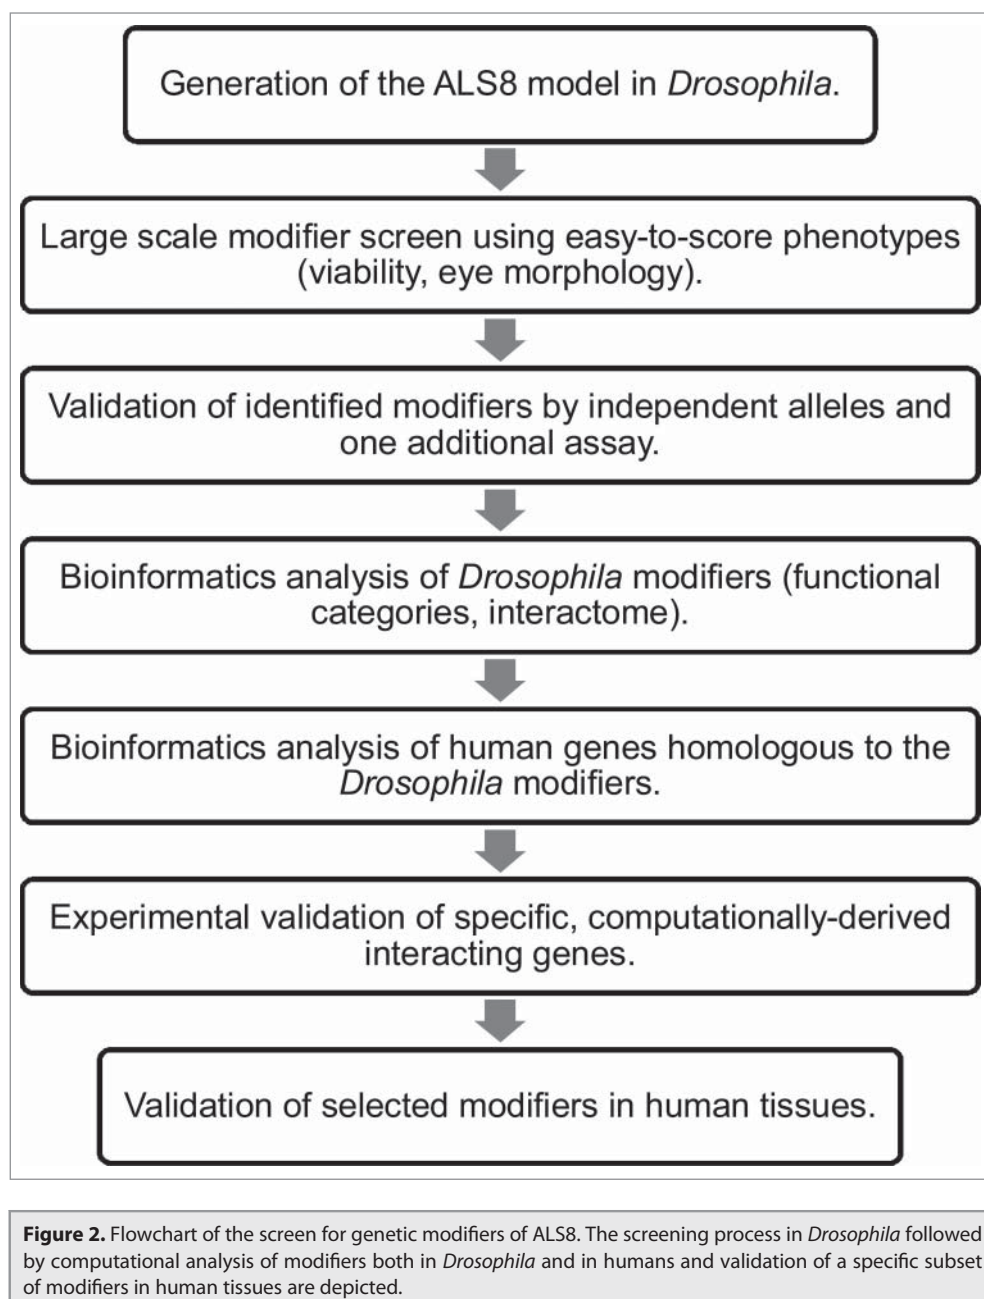 Generation of the ALS8 model in Drosophila.
Large scale modifier screen using easy-to-score phenotypes
(viability, eye morphology).
Validation of identified modifiers by independent alleles and
one additional assay.
Bioinformatics analysis of Drosophila modifiers (functional
categories, interactome).
Bioinformatics analysis of human genes homologous to the
Drosophila modifiers.
Experimental validation of specific, computationally-derived
interacting genes.
Validation of selected modifiers in human tissues.
Figure 2. Flowchart of the screen for genetic modifiers of ALS8. The screening process in Drosophila followed
by computational analysis of modifiers both in Drosophila and in humans and validation of a specific subset
of modifiers in human tissues are depicted.